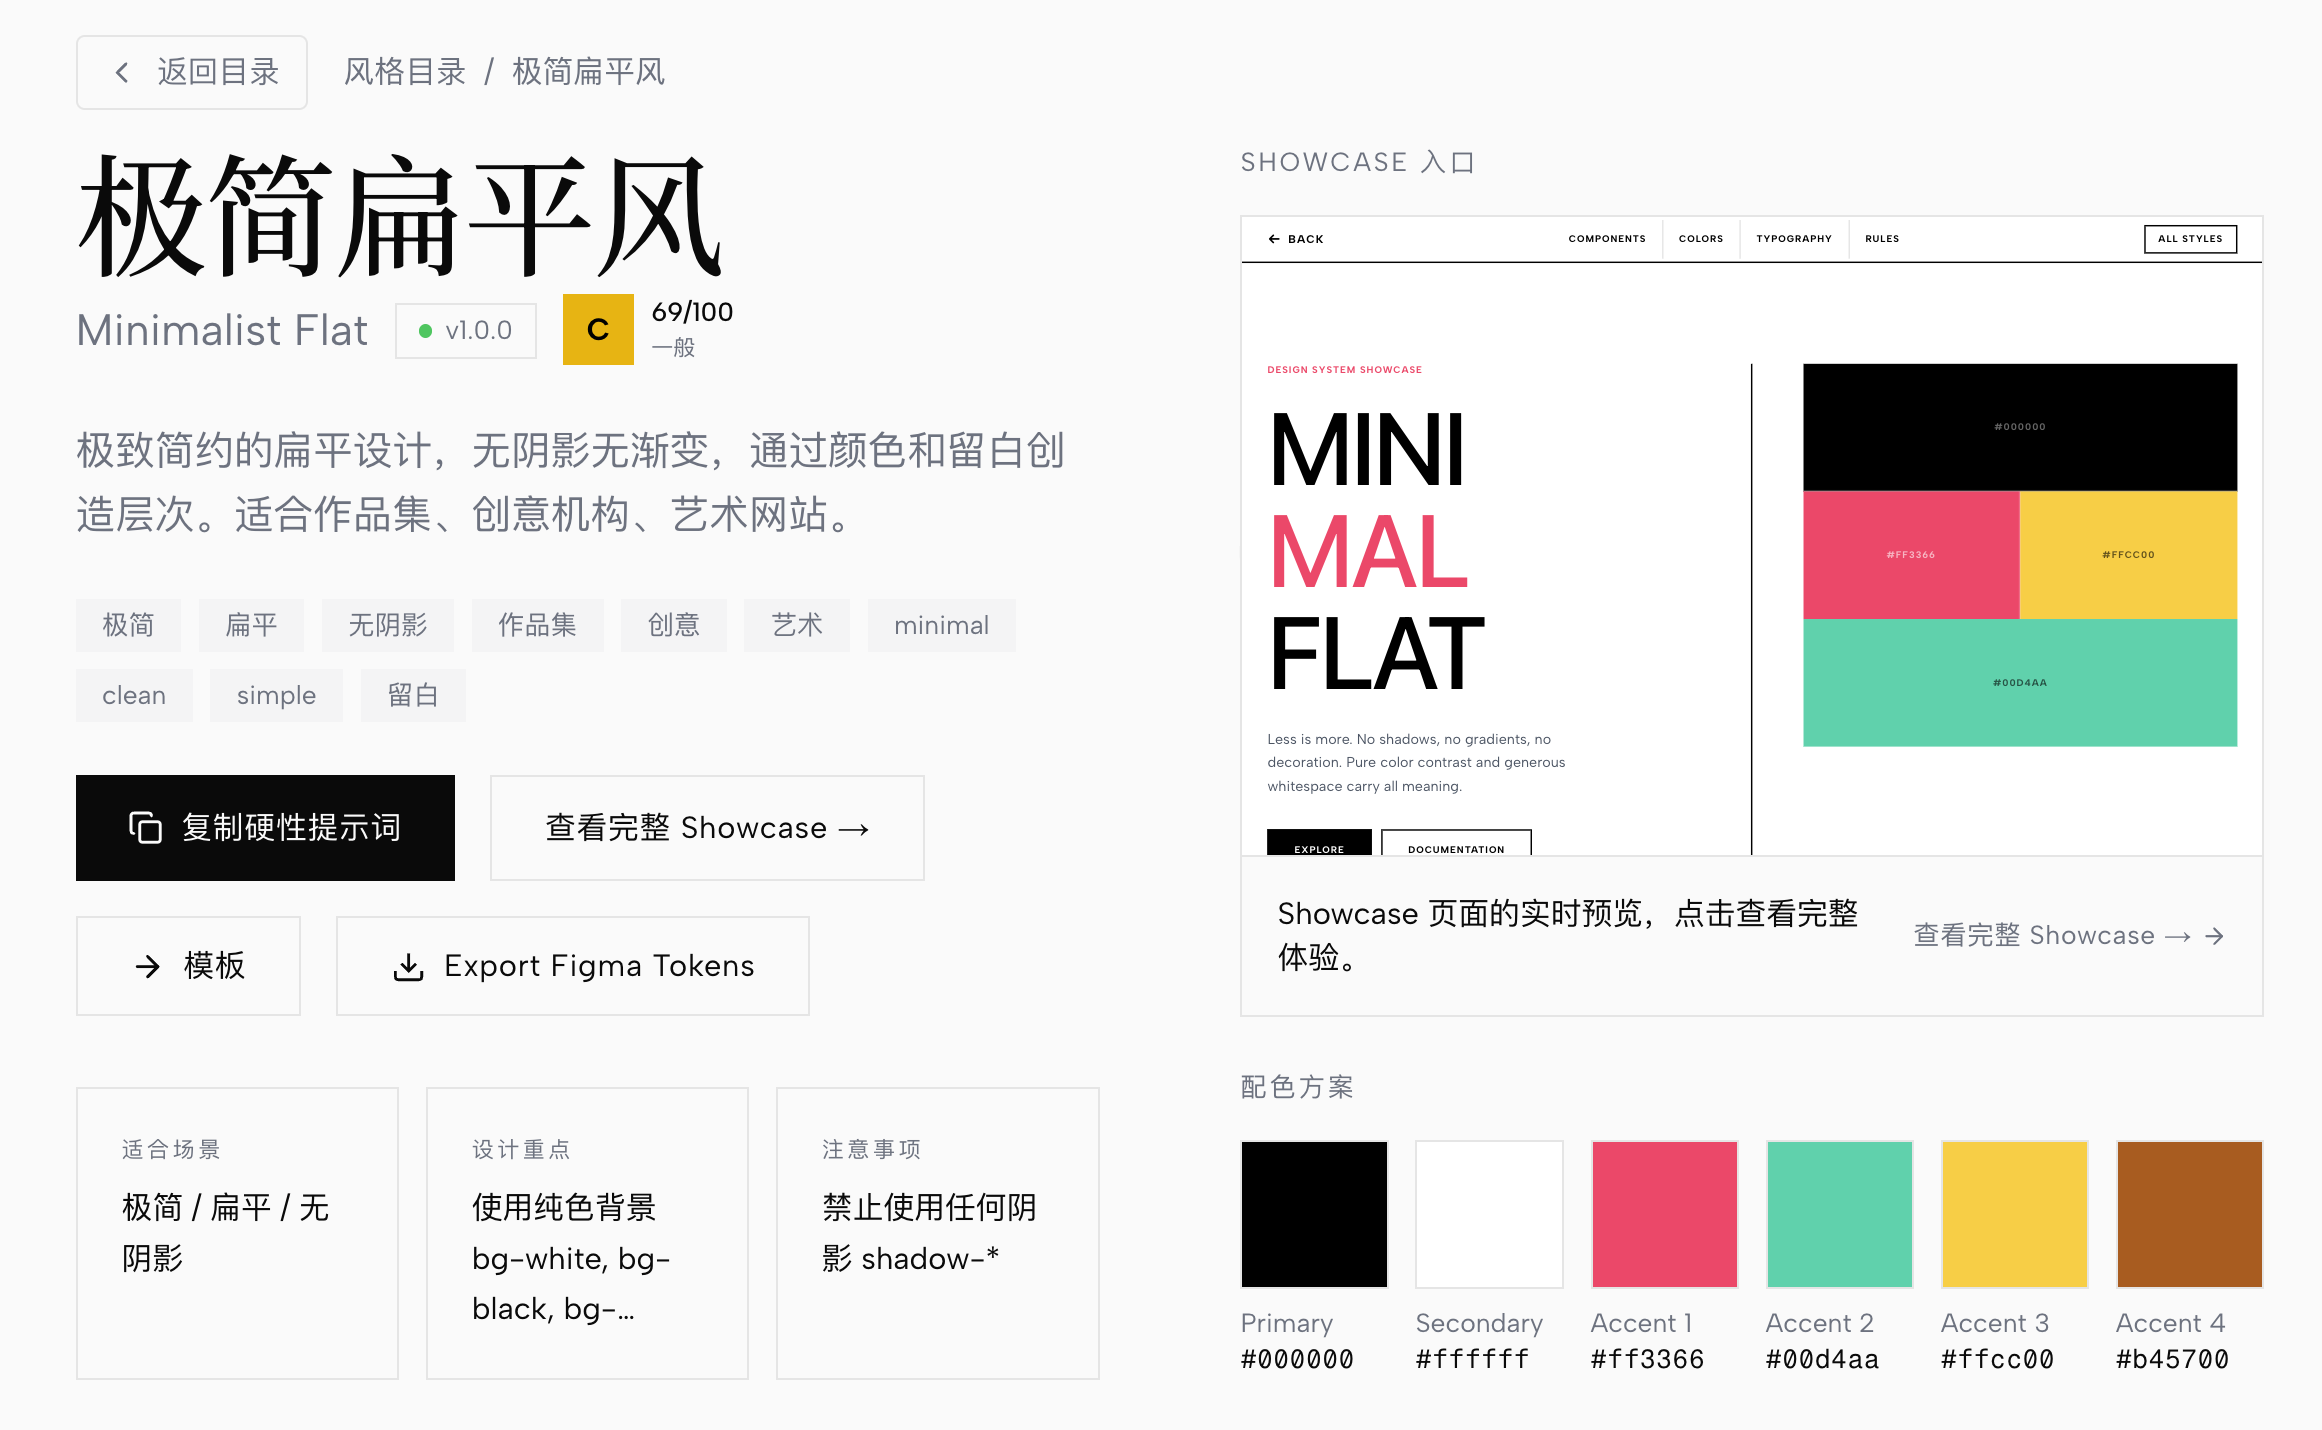 返回目录
风格目录 / 极简扁平风
极简扁平风
Minimalist Flat
v1.0.0
C
69/100
一般
极致简约的扁平设计，无阴影无渐变，通过颜色和留白创
造层次。适合作品集、创意机构、艺术网站。
极简 扁平 无阴影 作品集 创意 艺术 minimal
clean simple 留白
复制硬性提示词
查看完整 Showcase →
模板
Export Figma Tokens
适合场景
极简 / 扁平 / 无
阴影
设计重点
使用纯色背景
bg-white, bg-
black, bg-...
注意事项
禁止使用任何阴
影 shadow-*
SHOWCASE 入口
← BACK
COMPONENTS
COLORS
TYPOGRAPHY
RULES
ALL STYLES
DESIGN SYSTEM SHOWCASE
MINI
MAL
FLAT
Less is more. No shadows, no gradients, no
decoration. Pure color contrast and generous
whitespace carry all meaning.
EXPLORE
DOCUMENTATION
#000000
#FF3366
#FFCC00
#00D4AA
Showcase 页面的实时预览，点击查看完整
体验。
查看完整 Showcase → →
配色方案
Primary
#000000
Secondary
#ffffff
Accent 1
#ff3366
Accent 2
#00d4aa
Accent 3
#ffcc00
Accent 4
#b45700